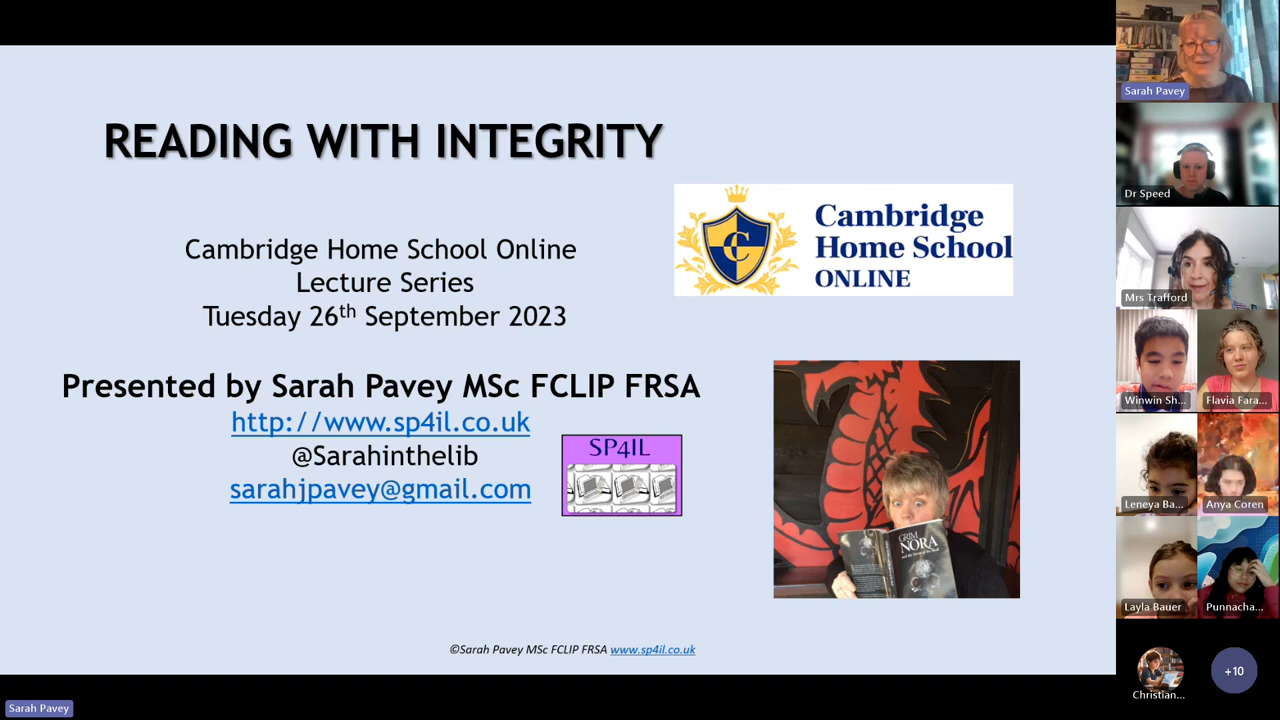 READING WITH INTEGRITY
Cambridge Home School Online
Lecture Series
Tuesday 26th September 2023
Presented by Sarah Pavey MSc FCLIP FRSA
http://www.sp4il.co.uk
@Sarahinthelib
sarahjpavey@gmail.com
SP4IL
C
Cambridge
Home School
ONLINE
GRIM
NORA
©Sarah Pavey MSc FCLIP FRSA www.sp4il.co.uk
Sarah Pavey
Sarah Pavey
Dr Speed
Mrs Trafford
Winwin Sh...
Flavia Fara...
Leneya Ba...
Anya Coren
Layla Bauer
Punnacha...
Christian...
+10